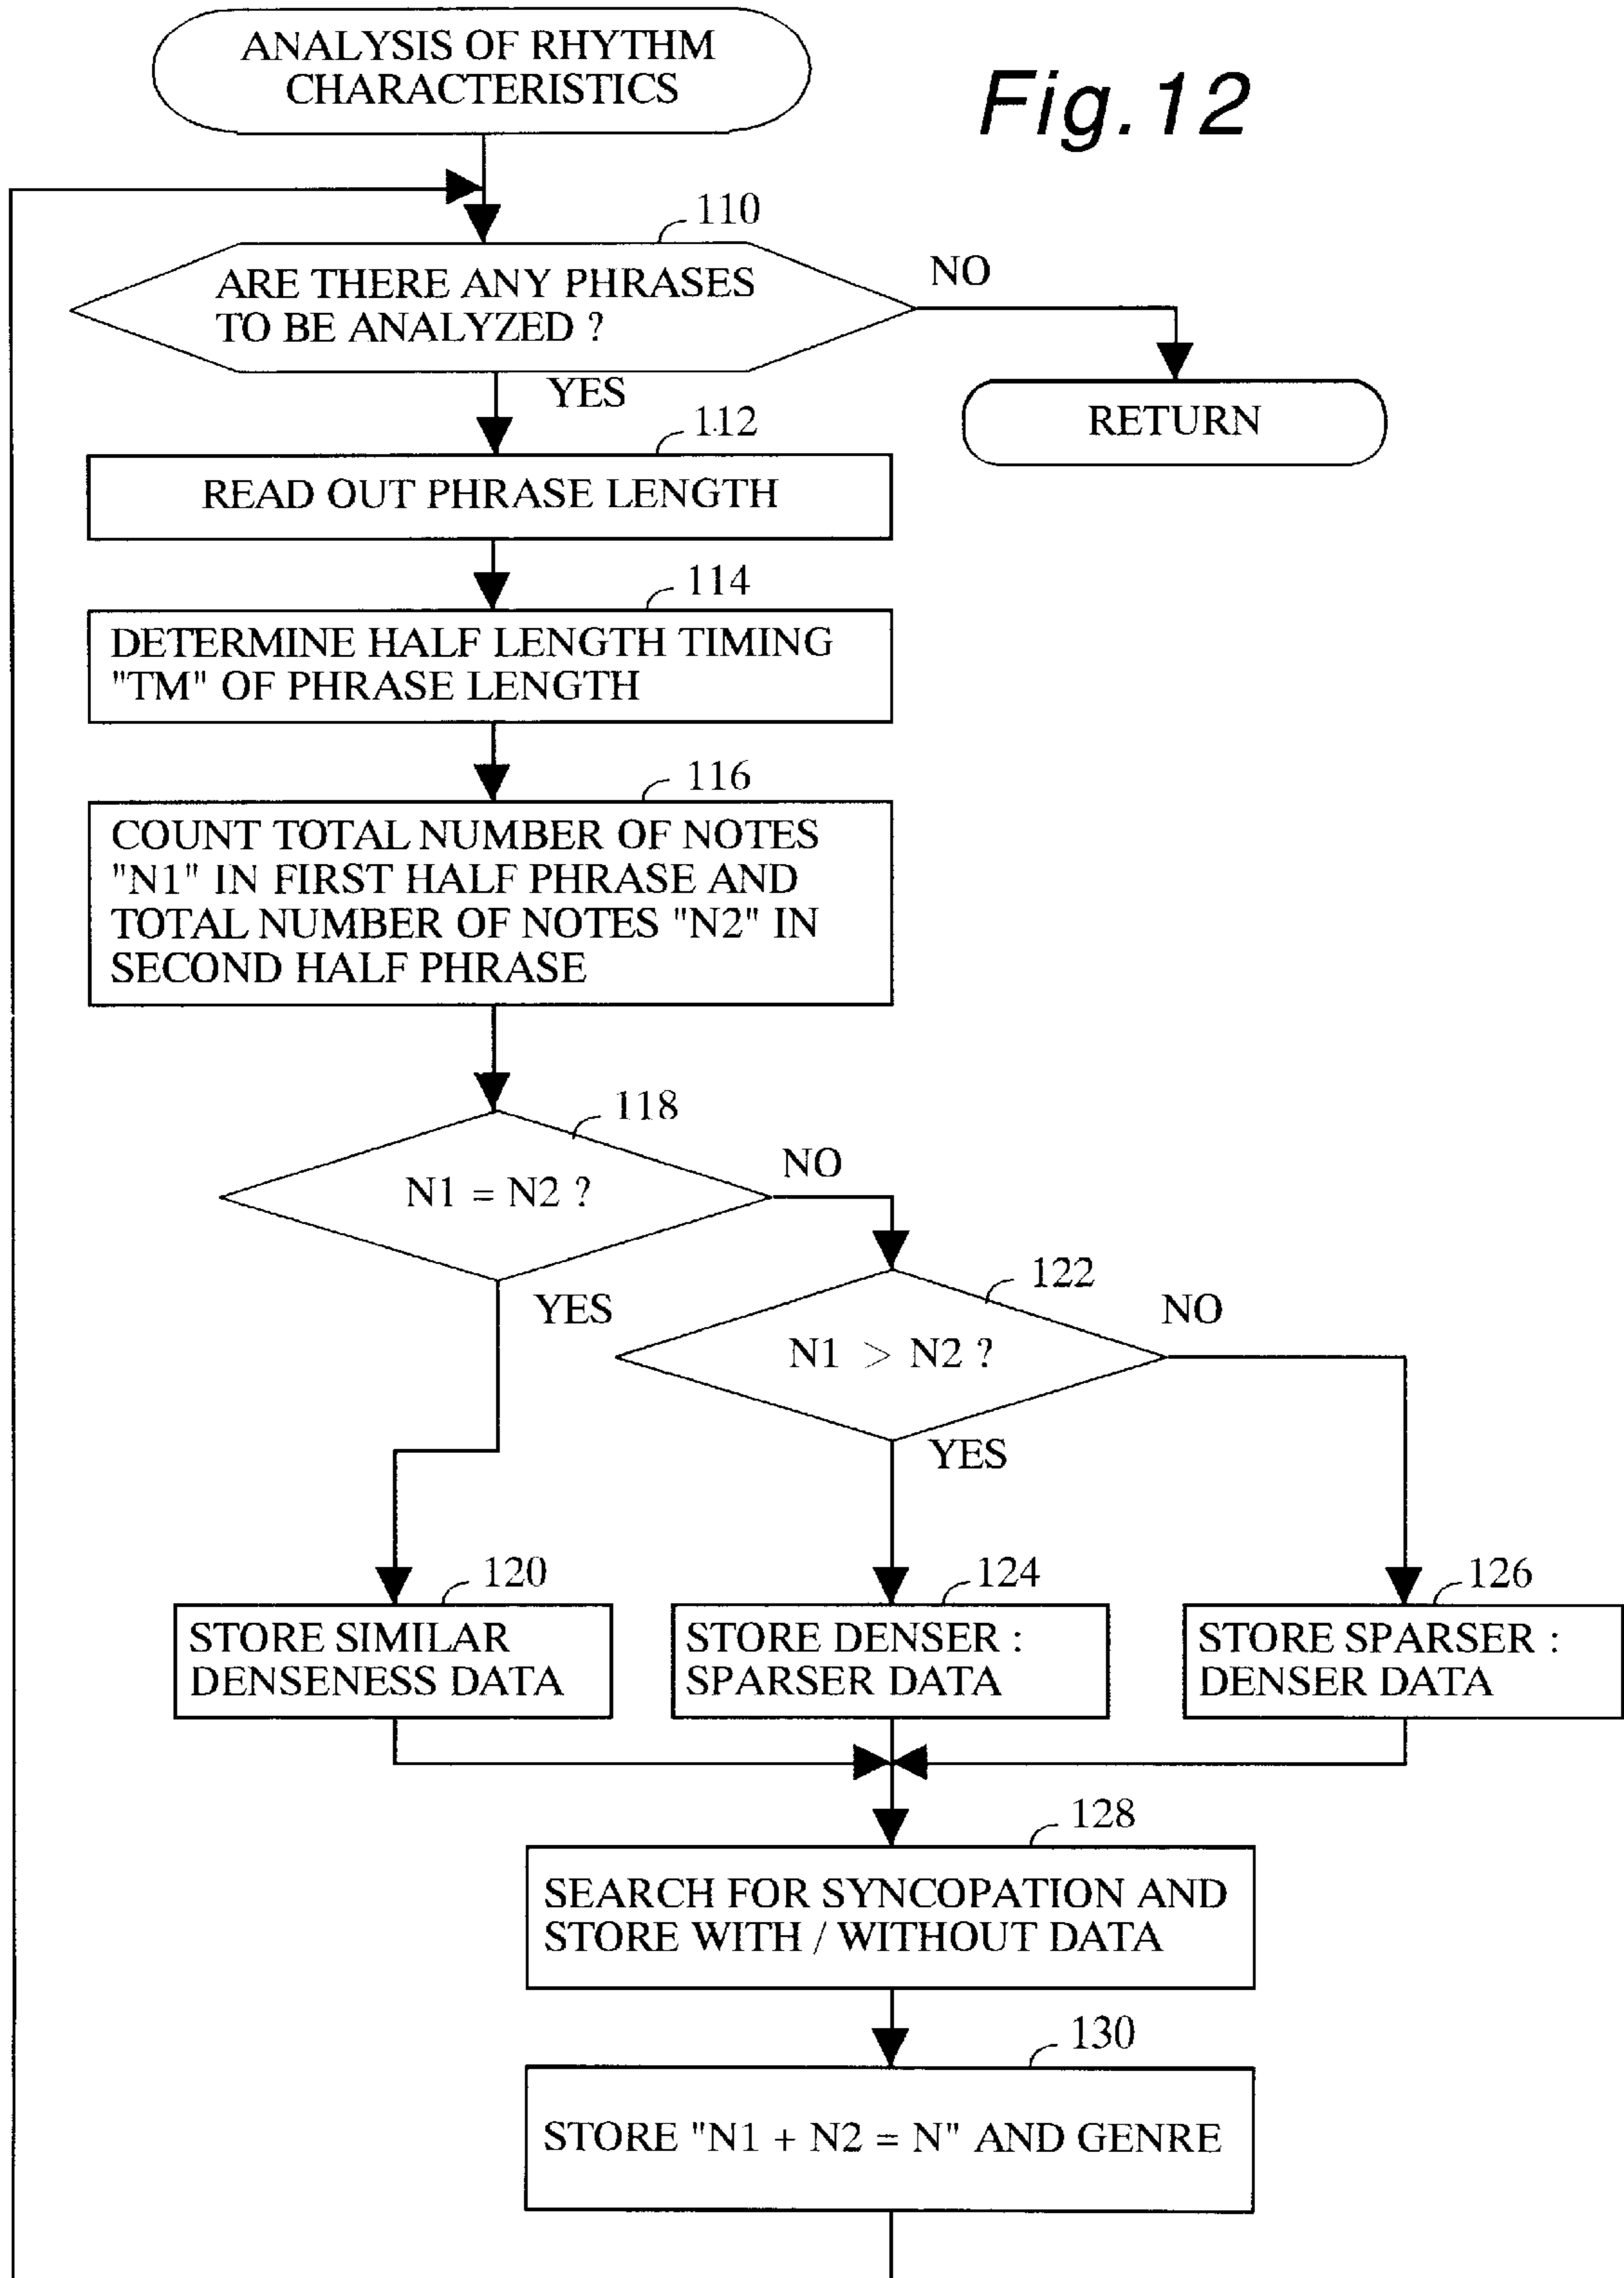 ANALYSIS OF RHYTHM
CHARACTERISTICS
Fig.12
110
ARE THERE ANY PHRASES
TO BE ANALYZED ?
NO
YES
RETURN
112
READ OUT PHRASE LENGTH
114
DETERMINE HALF LENGTH TIMING
"TM" OF PHRASE LENGTH
116
COUNT TOTAL NUMBER OF NOTES
"N1" IN FIRST HALF PHRASE AND
TOTAL NUMBER OF NOTES "N2" IN
SECOND HALF PHRASE
118
N1 = N2 ?
NO
YES
122
N1 > N2 ?
NO
YES
120
STORE SIMILAR
DENSENESS DATA
124
STORE DENSER :
SPARSER DATA
126
STORE SPARSER :
DENSER DATA
128
SEARCH FOR SYNCOPATION AND
STORE WITH / WITHOUT DATA
130
STORE "N1 + N2 = N" AND GENRE